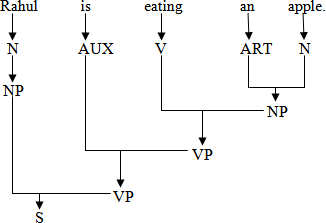 Rahul is eating an apple.
N AUX V ART N
NP
NP
VP
VP
S